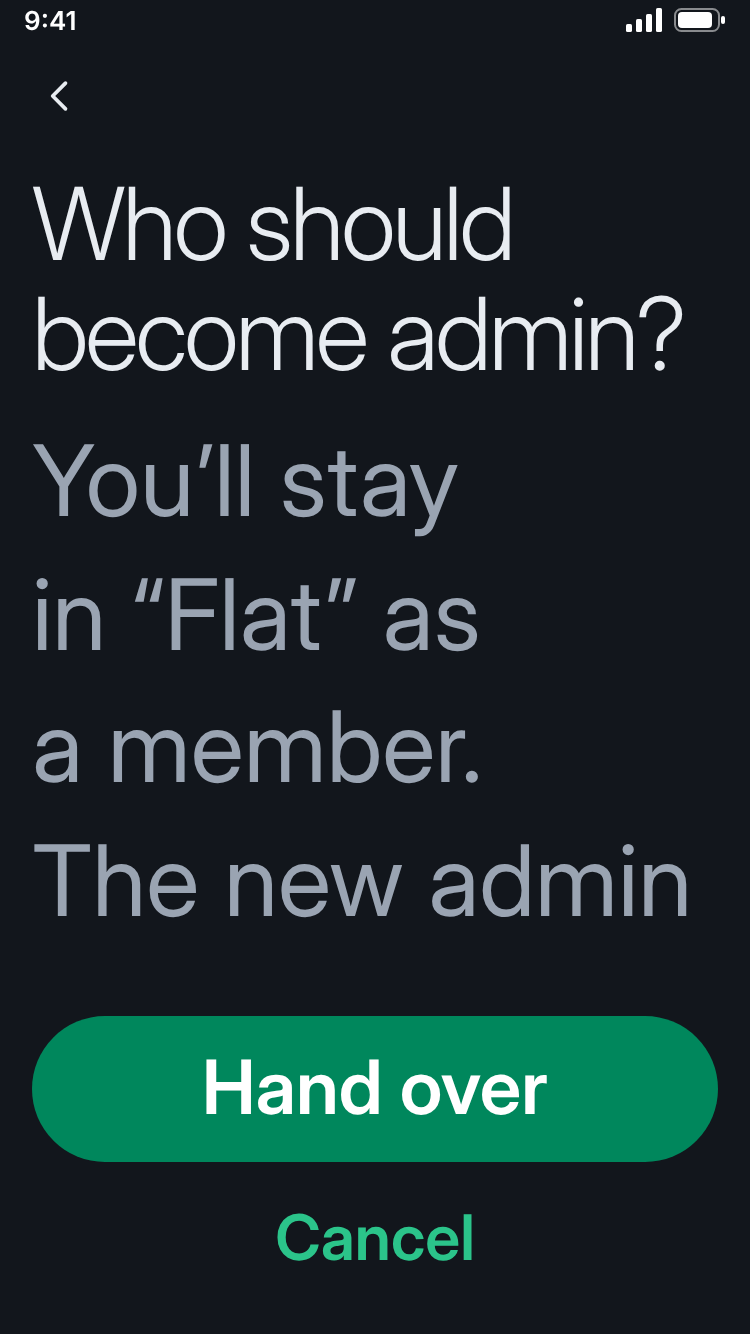 9:41
Who should
become admin?
You’ll stay
in “Flat” as
a member.
The new admin
Hand over
Cancel